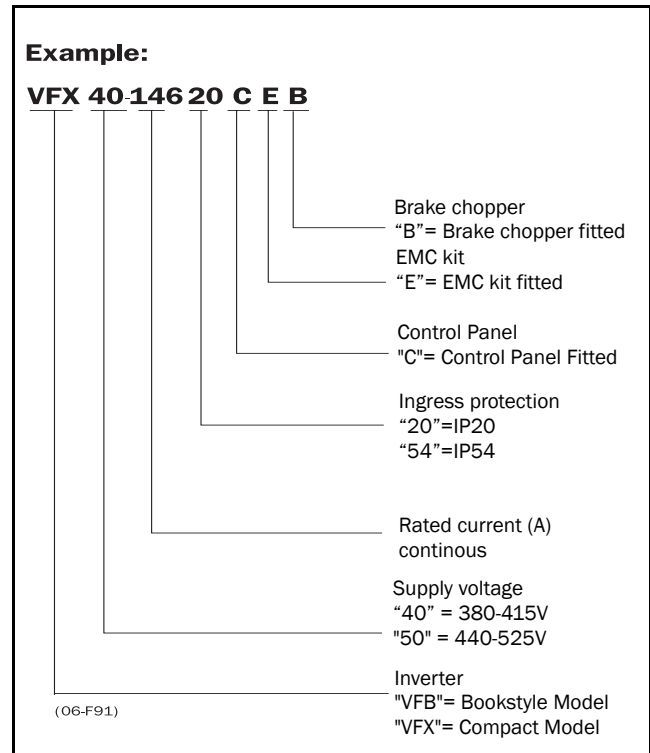 Example:
VFX 40-146 20 C E B
Brake chopper
“B”= Brake chopper fitted
EMC kit
“E”= EMC kit fitted
Control Panel
"C"= Control Panel Fitted
Ingress protection
“20”=IP20
“54”=IP54
Rated current (A)
continous
Supply voltage
“40” = 380-415V
"50" = 440-525V
Inverter
"VFB"= Bookstyle Model
"VFX"= Compact Model
(06-F91)